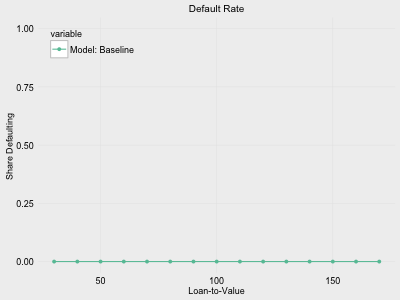 Default Rate
1.00
variable
Model: Baseline
0.75
0.50
0.25
0.00
Share Defaulting
50
100
150
Loan-to-Value